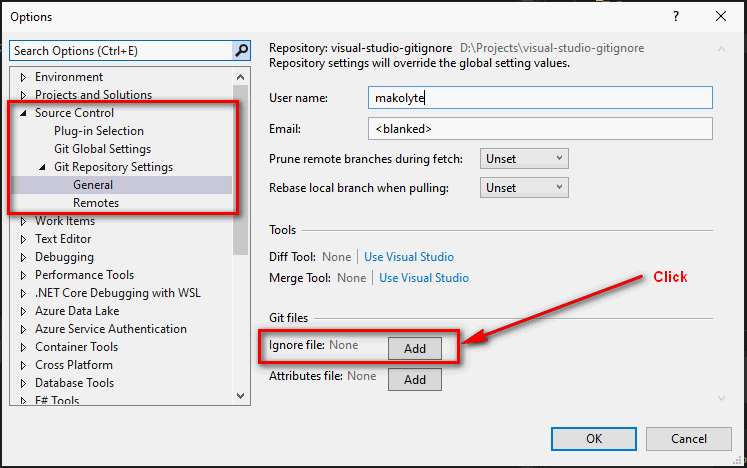 Options
?
Search Options (Ctrl+E)
Environment
Projects and Solutions
Source Control
Plug-in Selection
Git Global Settings
Git Repository Settings
General
Remotes
Work Items
Text Editor
Debugging
Performance Tools
.NET Core Debugging with WSL
Azure Data Lake
Azure Service Authentication
Container Tools
Cross Platform
Database Tools
F# Tools
Repository: visual-studio-gitignore D:\Projects\visual-studio-gitignore
Repository settings will override the global setting values.
User name: makolyte
Email: <blanked>
Prune remote branches during fetch: Unset
Rebase local branch when pulling: Unset
Tools
Diff Tool: None Use Visual Studio
Merge Tool: None Use Visual Studio
Click
Git files
Ignore file: None Add
Attributes file: None Add
OK Cancel